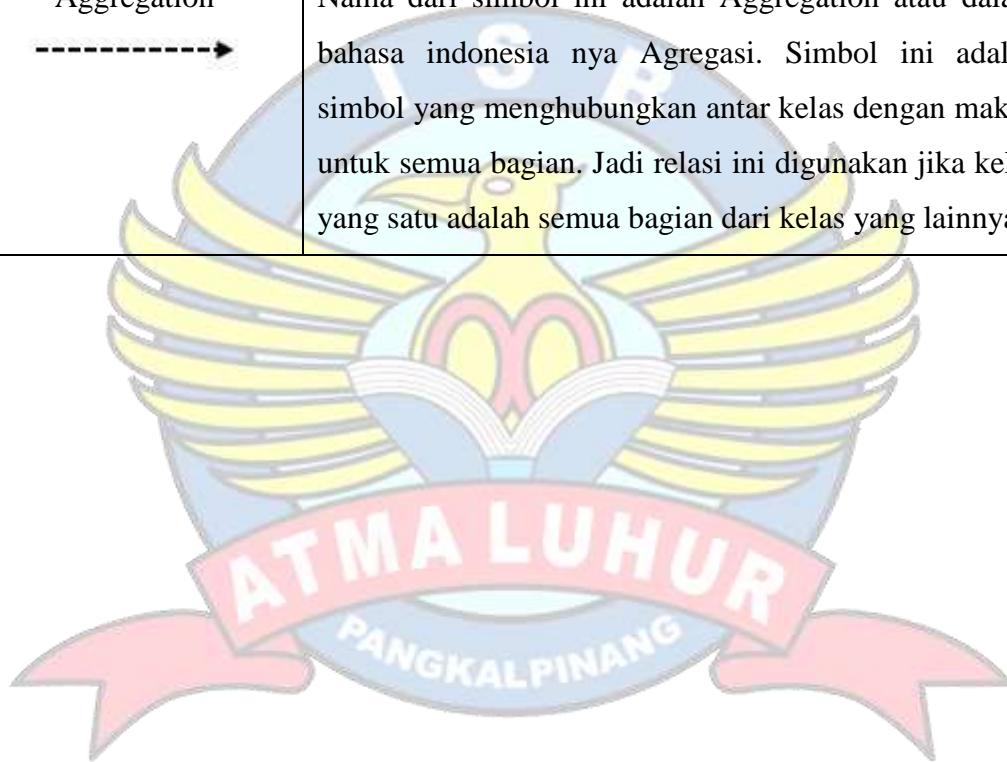 Aggregation
Nama dari simbol ini adalah Aggregation atau
bahasa indonesia nya Agregasi. Simbol ini
simbol yang menghubungkan antar kelas dengan
untuk semua bagian. Jadi relasi ini digunakan jika
yang satu adalah semua bagian dari kelas yang lainnya
I S B
ATMA LUHUR
PANGKALPINANG